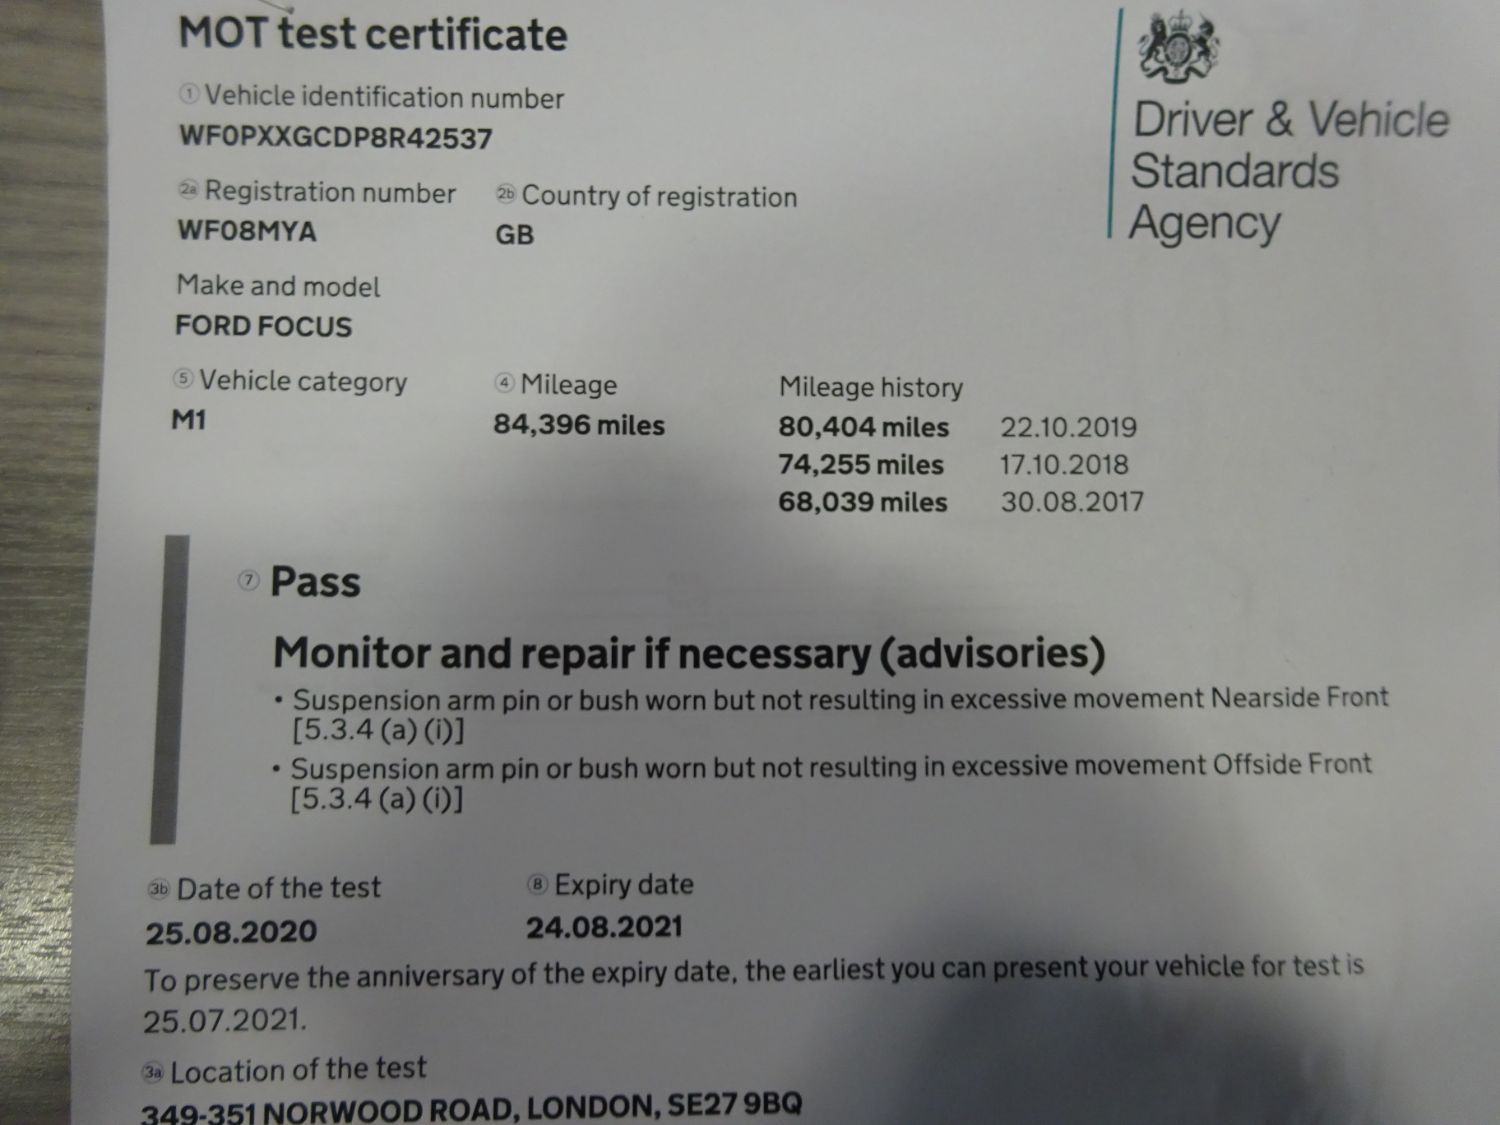 MOT test certificate
Driver & Vehicle
Standards
Agency
1 Vehicle identification number
WF0PXXGCDP8R42537
2a Registration number 2b Country of registration
WF08MYA GB
Make and model
FORD FOCUS
5 Vehicle category 4 Mileage Mileage history
M1 84,396 miles 80,404 miles 22.10.2019
74,255 miles 17.10.2018
68,039 miles 30.08.2017
7 Pass
Monitor and repair if necessary (advisories)
• Suspension arm pin or bush worn but not resulting in excessive movement Nearside Front
[5.3.4 (a) (i)]
• Suspension arm pin or bush worn but not resulting in excessive movement Offside Front
[5.3.4 (a) (i)]
3b Date of the test 8 Expiry date
25.08.2020 24.08.2021
To preserve the anniversary of the expiry date, the earliest you can present your vehicle for test is
25.07.2021.
3a Location of the test
349-351 NORWOOD ROAD, LONDON, SE27 9BQ